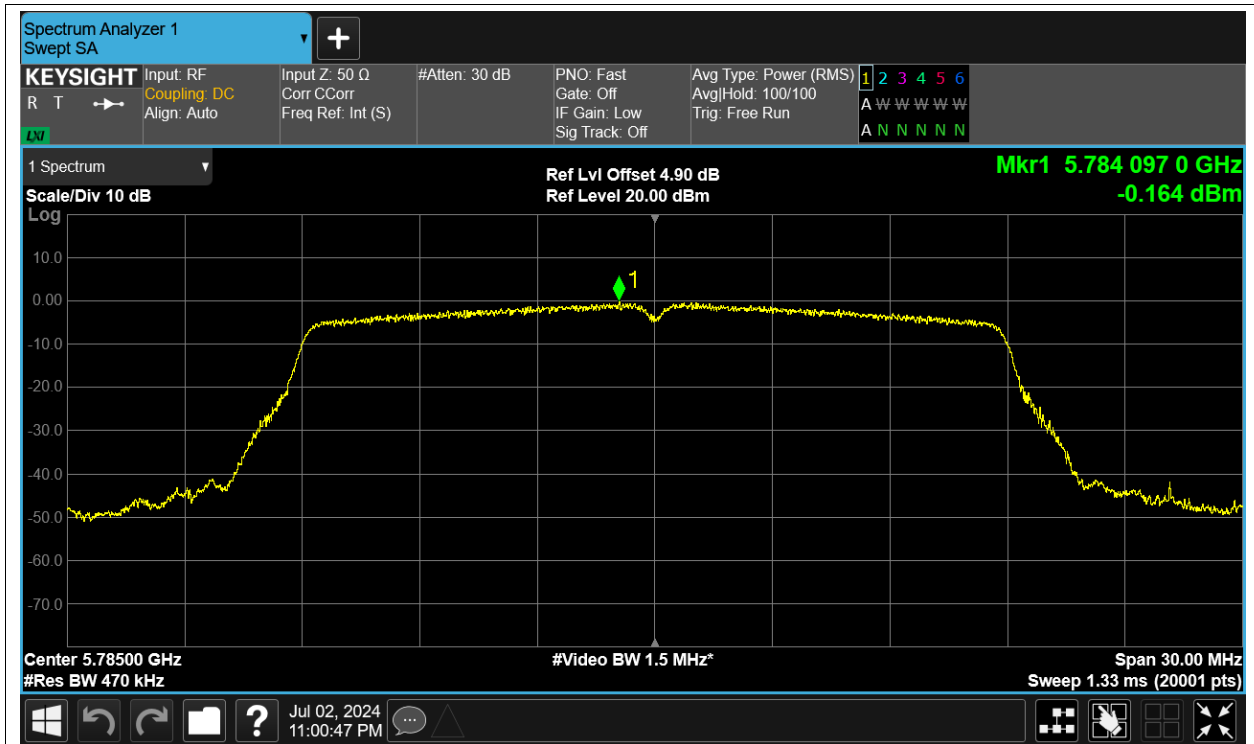 Spectrum Analyzer 1
Swept SA
KEYSIGHT
R T
LXI
Input: RF
Coupling: DC
Align: Auto
Input Z: 50 Ω
Corr CCorr
Freq Ref: Int (S)
#Atten: 30 dB
PNO: Fast
Gate: Off
IF Gain: Low
Sig Track: Off
Avg Type: Power (RMS)
Avg|Hold: 100/100
Trig: Free Run
1 2 3 4 5 6
A W W W W W
A N N N N N
1 Spectrum
Scale/Div 10 dB
Ref Lvl Offset 4.90 dB
Ref Level 20.00 dBm
Mkr1 5.784 097 0 GHz
-0.164 dBm
Log
1
10.0
0.00
-10.0
-20.0
-30.0
-40.0
-50.0
-60.0
-70.0
Center 5.78500 GHz
#Res BW 470 kHz
#Video BW 1.5 MHz*
Span 30.00 MHz
Sweep 1.33 ms (20001 pts)
?
Jul 02, 2024
11:00:47 PM